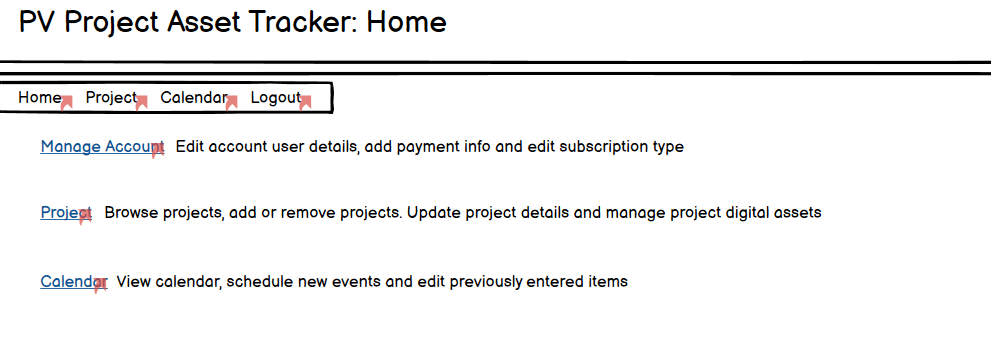 PV Project Asset Tracker: Home
Home Project Calendar Logout
Manage Account Edit account user details, add payment info and edit subscription type
Project Browse projects, add or remove projects. Update project details and manage project digital assets
Calendar View calendar, schedule new events and edit previously entered items